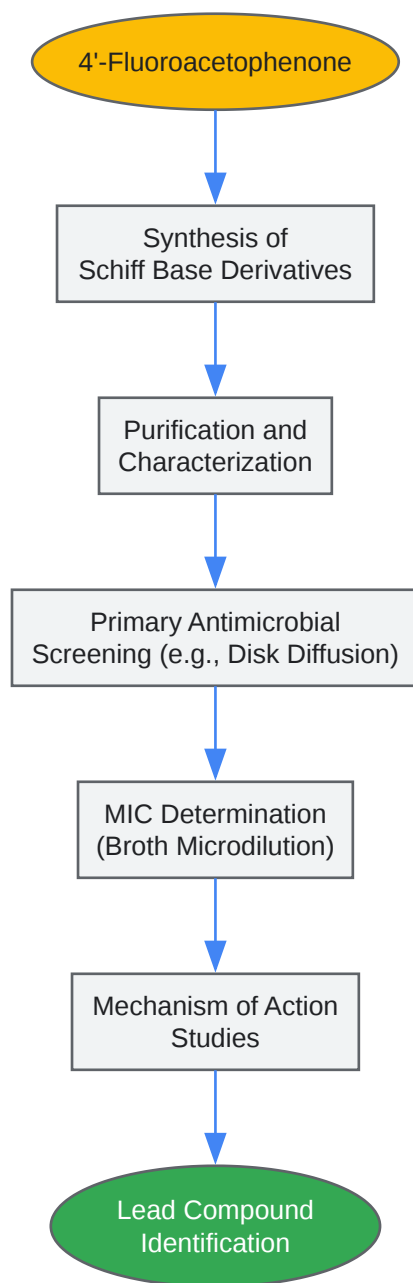 4'-Fluoroacetophenone
Synthesis of
Schiff Base Derivatives
Purification and
Characterization
Primary Antimicrobial
Screening (e.g., Disk Diffusion)
MIC Determination
(Broth Microdilution)
Mechanism of Action
Studies
Lead Compound
Identification